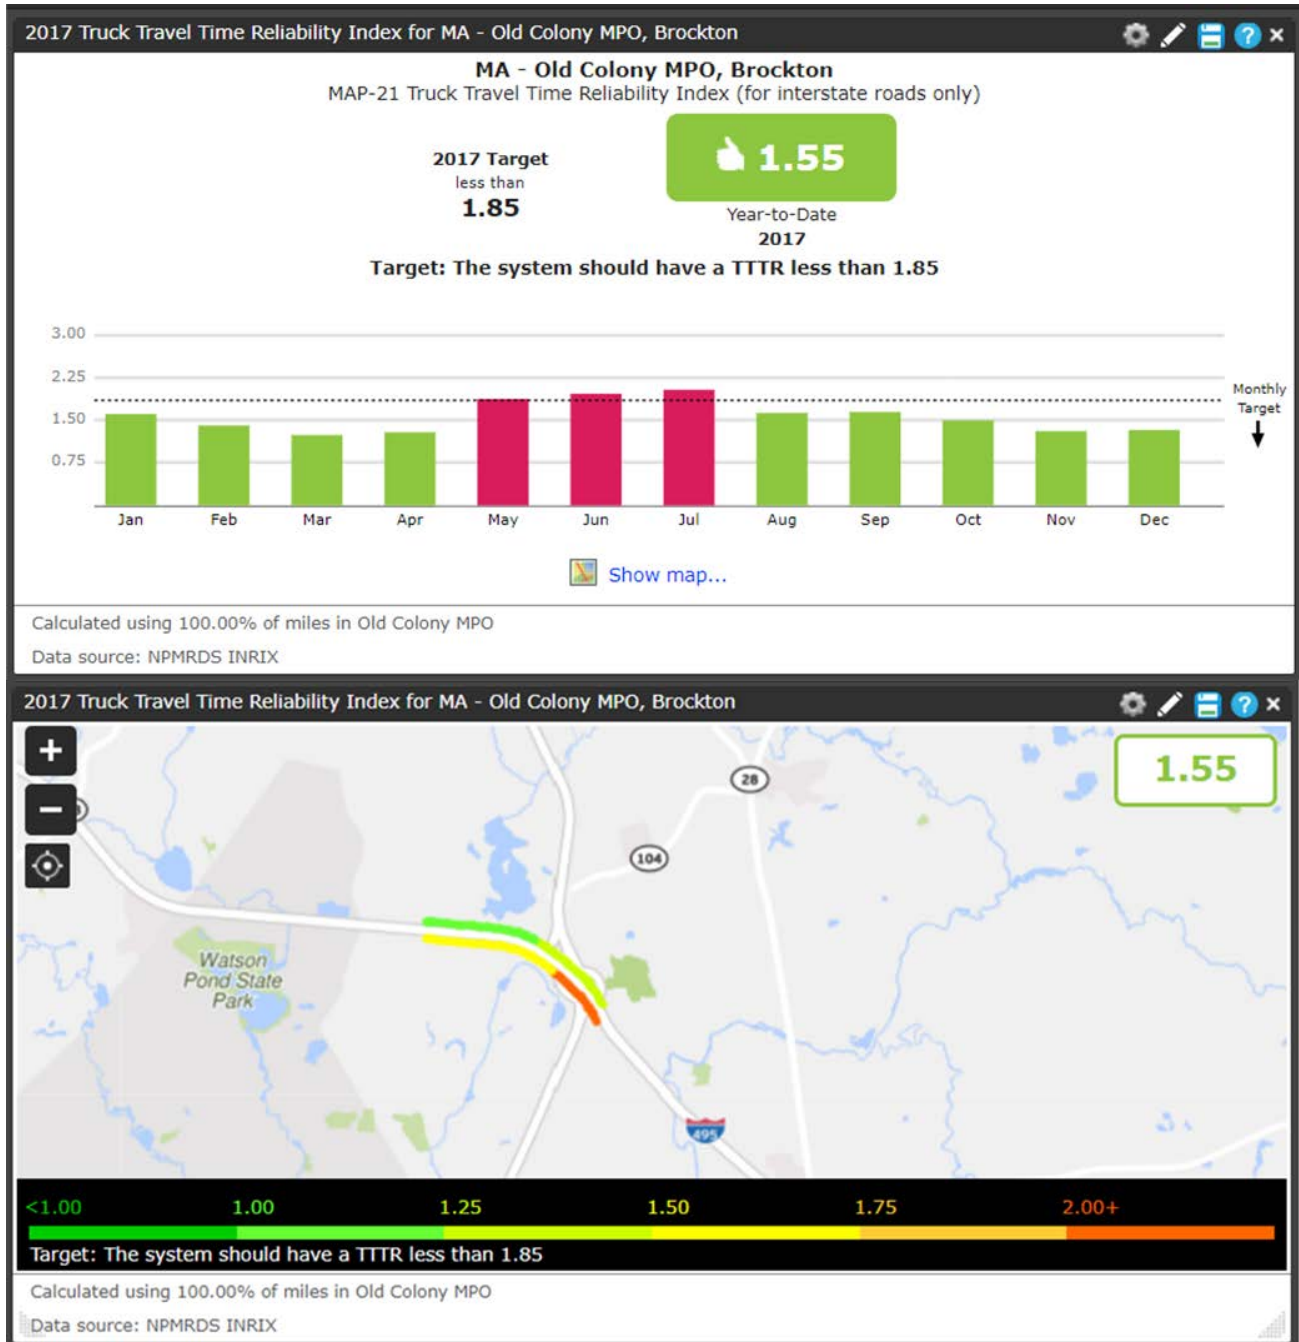 2017 Truck Travel Time Reliability Index for MA - Old Colony MPO, Brockton
MA - Old Colony MPO, Brockton
MAP-21 Truck Travel Time Reliability Index (for interstate roads only)
2017 Target
less than
1.85
1.55
Year-to-Date
2017
Target: The system should have a TTTR less than 1.85
3.00
2.25
1.50
0.75
Monthly
Target
Jan Feb Mar Apr May Jun Jul Aug Sep Oct Nov Dec
Show map...
Calculated using 100.00% of miles in Old Colony MPO
Data source: NPMRDS INRIX
2017 Truck Travel Time Reliability Index for MA - Old Colony MPO, Brockton
+
1.55
28
−
104
Watson
Pond State
Park
495
<1.00 1.00 1.25 1.50 1.75 2.00+
Target: The system should have a TTTR less than 1.85
Calculated using 100.00% of miles in Old Colony MPO
Data source: NPMRDS INRIX